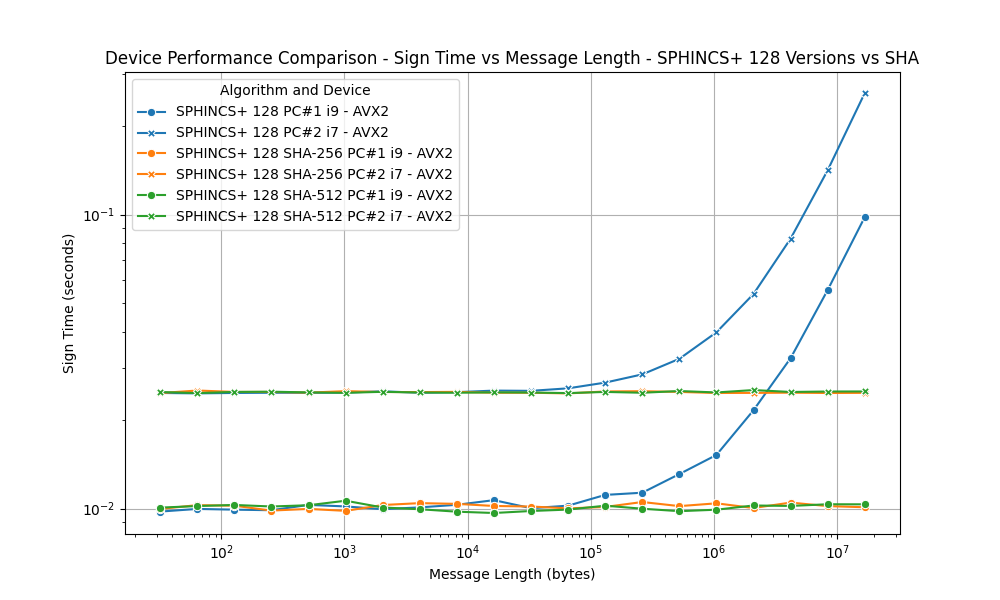 Device Performance Comparison - Sign Time vs Message Length - SPHINCS+ 128 Versions vs SHA
Algorithm and Device
SPHINCS+ 128 PC#1 i9 - AVX2
SPHINCS+ 128 PC#2 i7 - AVX2
SPHINCS+ 128 SHA-256 PC#1 i9 - AVX2
SPHINCS+ 128 SHA-256 PC#2 i7 - AVX2
SPHINCS+ 128 SHA-512 PC#1 i9 - AVX2
SPHINCS+ 128 SHA-512 PC#2 i7 - AVX2
Sign Time (seconds)
10⁻¹
10⁻²
10² 10³ 10⁴ 10⁵ 10⁶ 10⁷
Message Length (bytes)